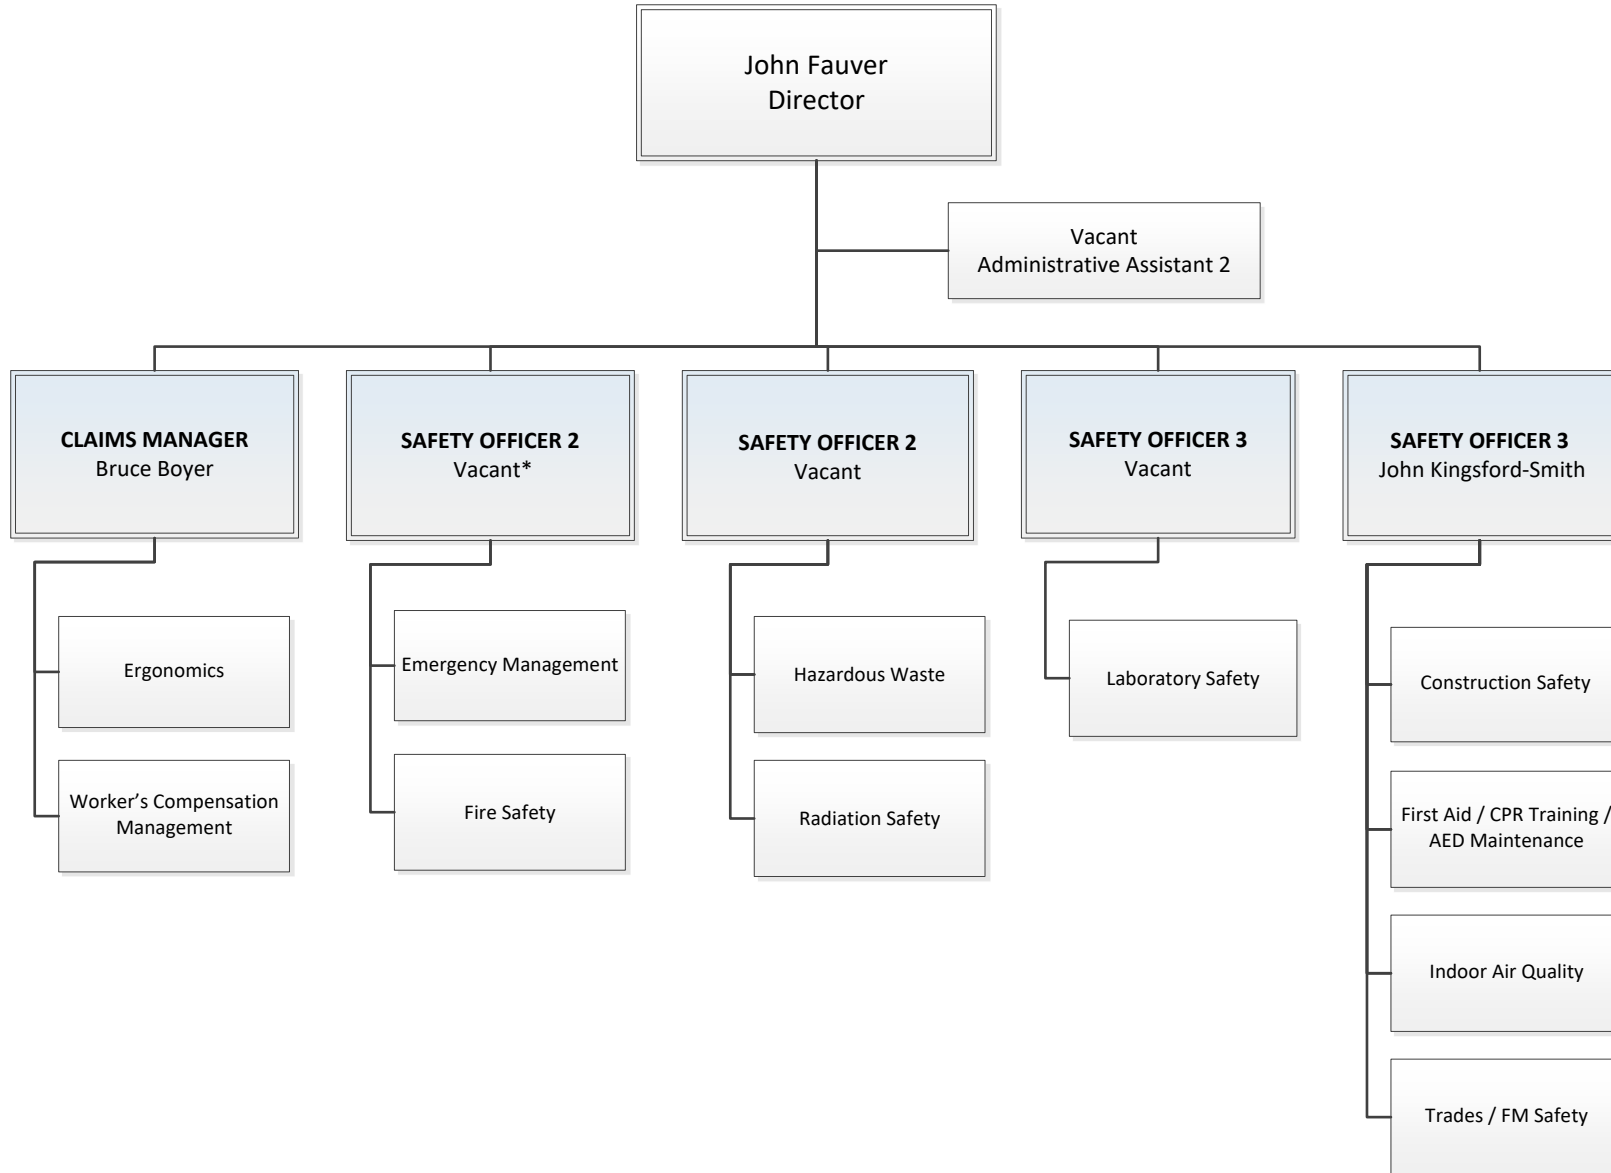 John Fauver
Director
Vacant
Administrative Assistant 2
CLAIMS MANAGER
Bruce Boyer
SAFETY OFFICER 2
Vacant*
SAFETY OFFICER 2
Vacant
SAFETY OFFICER 3
Vacant
SAFETY OFFICER 3
John Kingsford-Smith
Ergonomics
Worker’s Compensation
Management
Emergency Management
Fire Safety
Hazardous Waste
Radiation Safety
Laboratory Safety
Construction Safety
First Aid / CPR Training /
AED Maintenance
Indoor Air Quality
Trades / FM Safety